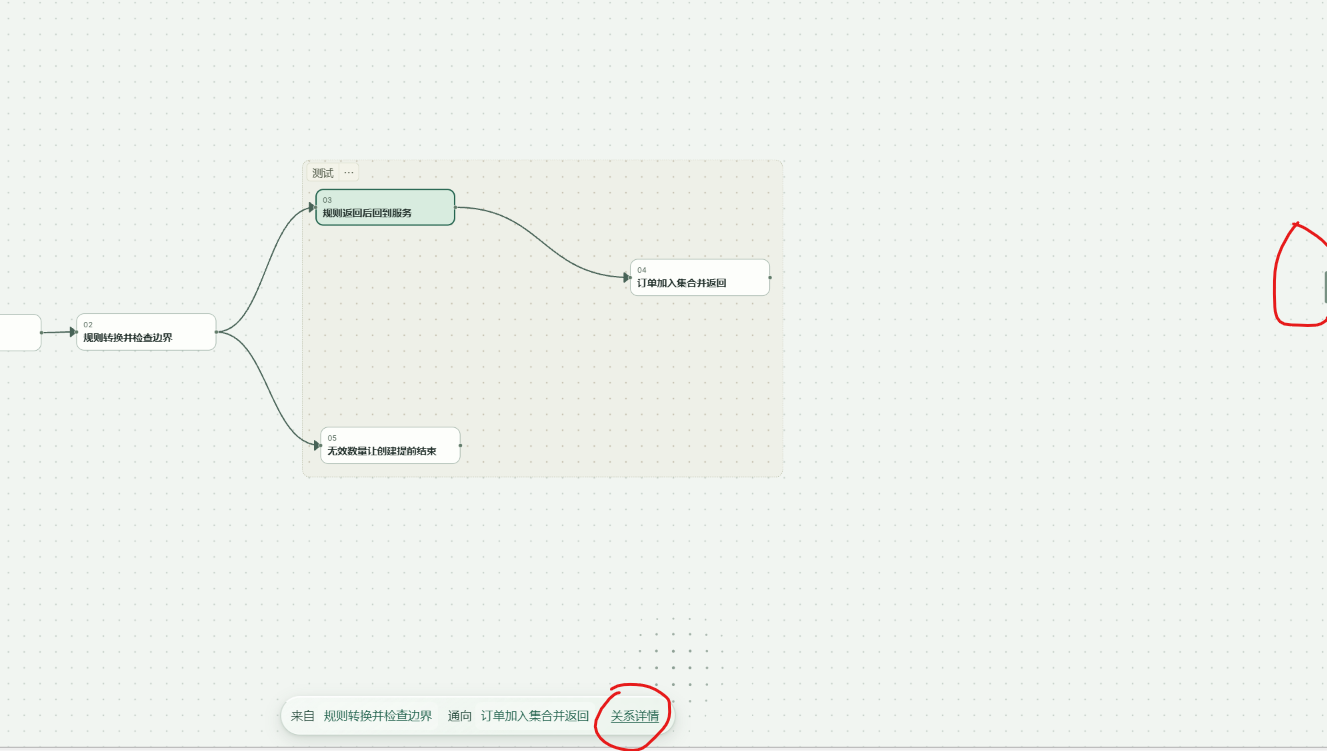 测试 ···
03
规则返回后回到服务
04
订单加入集合并返回
02
规则转换并检查边界
05
无效数量让创建提前结束
来自 规则转换并检查边界 通向 订单加入集合并返回 关系详情